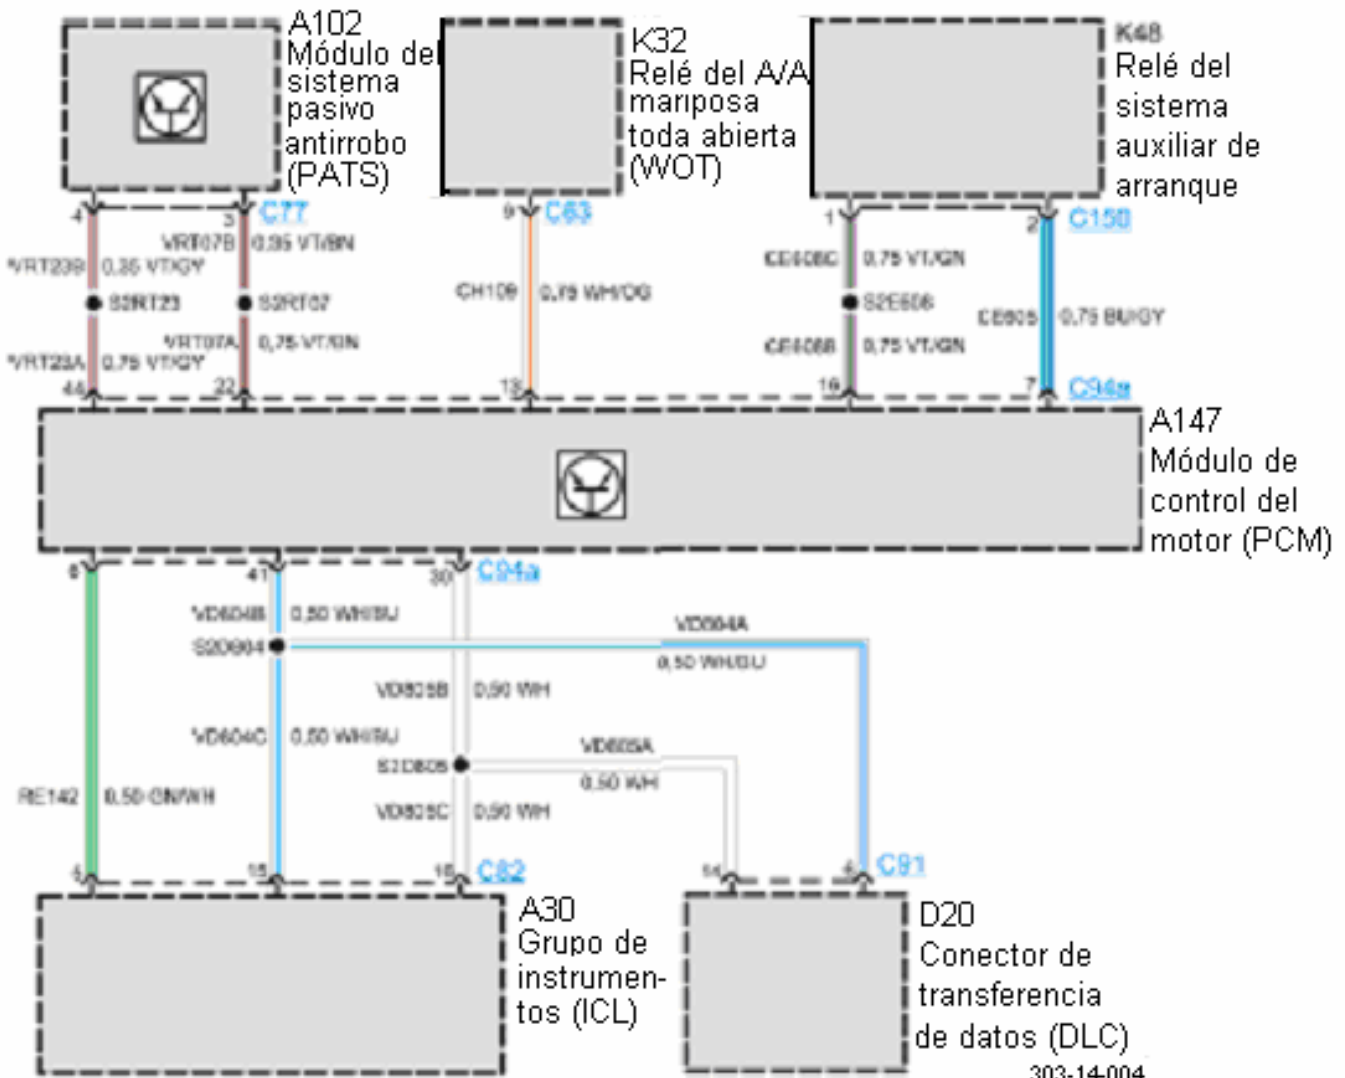 A102
Módulo del
sistema
pasivo
antirrobo
(PATS)
K32
Relé del A/A
mariposa
toda abierta
(WOT)
K48
Relé del
sistema
auxiliar de
arranque
4
3
C77
9
C63
1
2
C150
VRT07B 0,35 VT/BN
VRT23B 0,35 VT/GY
S2RT23
S2RT07
VRT07A 0,75 VT/BN
VRT23A 0,75 VT/GY
CH109 0,75 WH/OG
CE608C 0,75 VT/GN
S2E608
CE608B 0,75 VT/GN
CE605 0,75 BU/GY
44
22
13
19
7
C94a
A147
Módulo de
control del
motor (PCM)
41
30
C94a
VD604B 0,50 WH/BU
S2D604
VD604A
0,50 WH/BU
VD605B 0,50 WH
VD604C 0,50 WH/BU
S2D605
VD605A
0,50 WH
RE142 0,50 GN/WH
VD605C 0,50 WH
5
15
16
C82
14
6
C91
A30
Grupo de
instrumen-
tos (ICL)
D20
Conector de
transferencia
de datos (DLC)
303-14-004